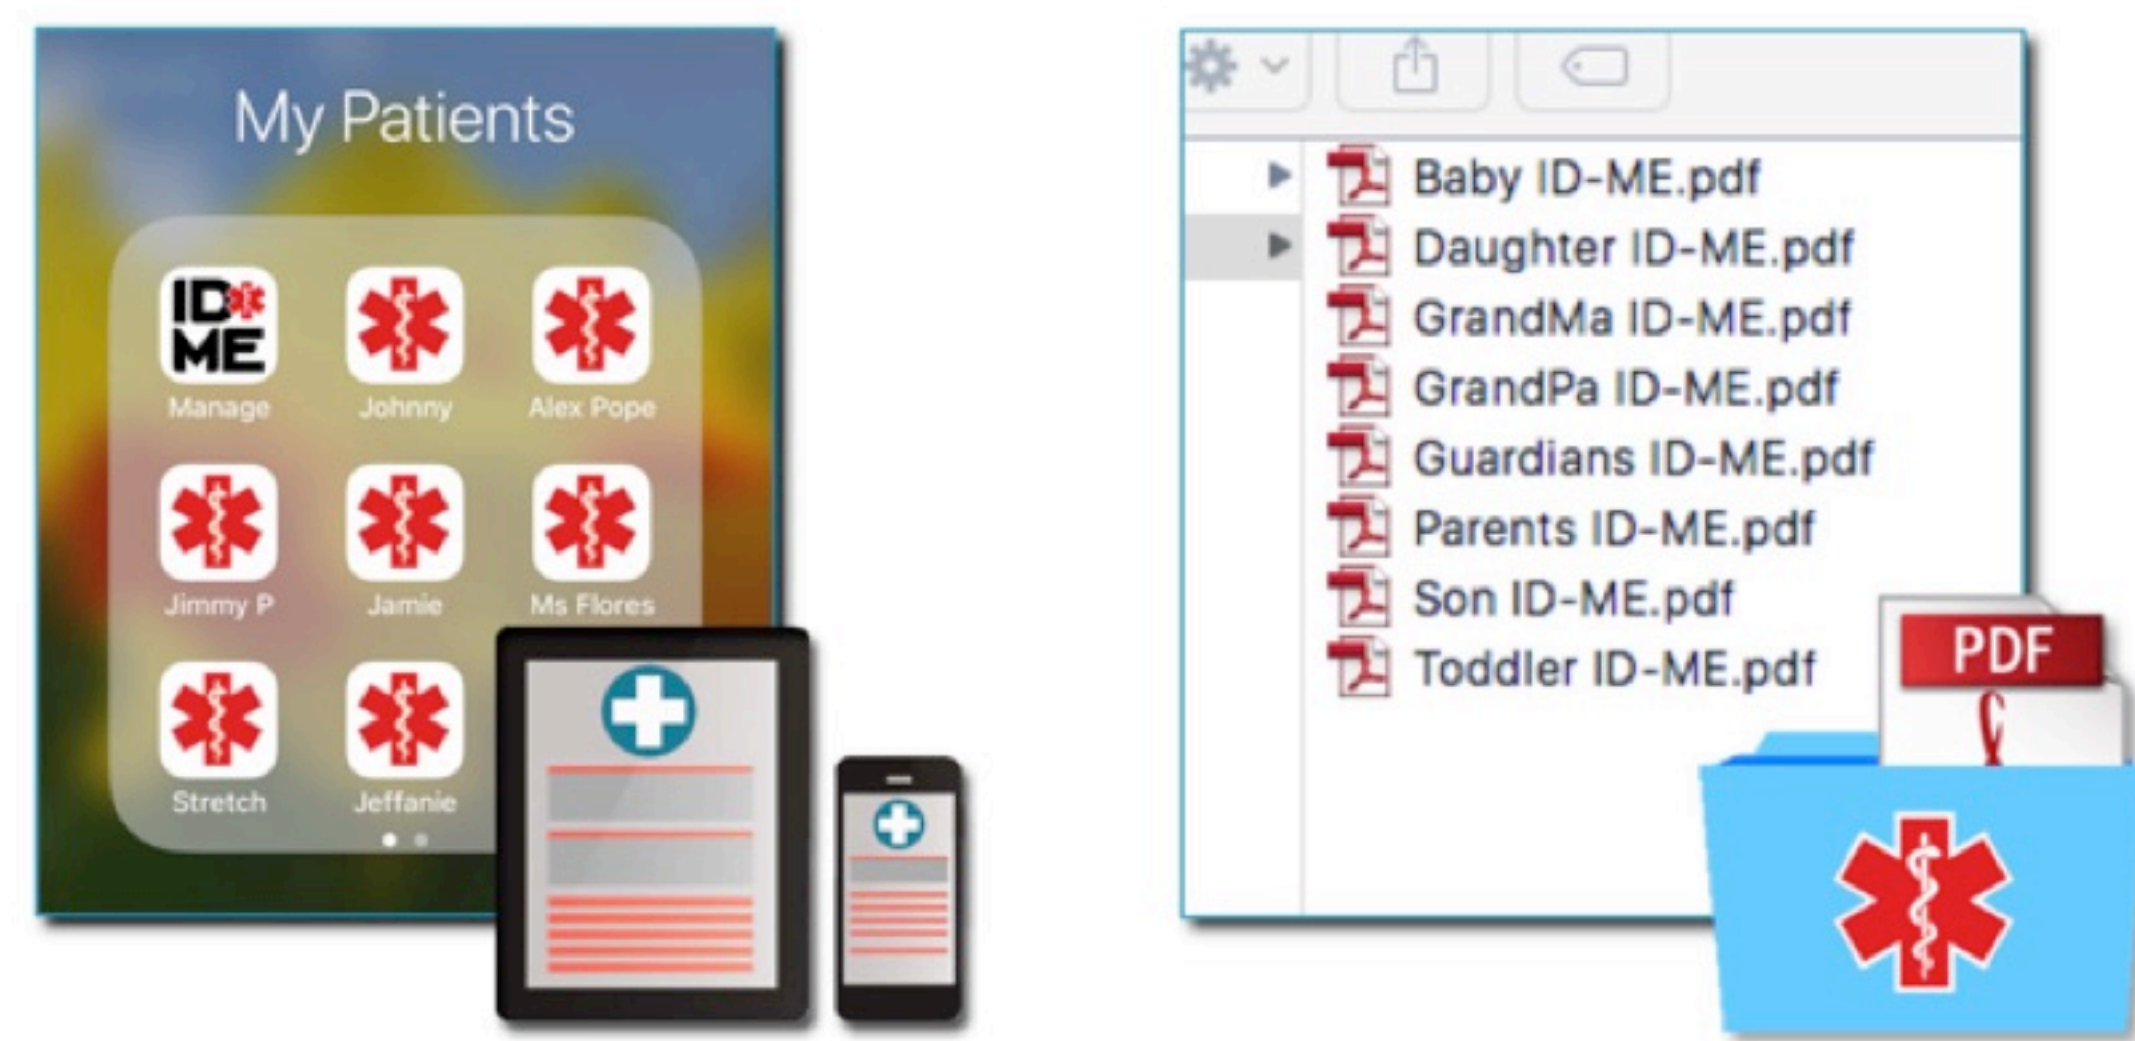 My Patients
ID
ME
Manage
Johnny
Alex Pope
Jimmy P
Jamie
Ms Flores
Stretch
Jeffanie
Baby ID-ME.pdf
Daughter ID-ME.pdf
GrandMa ID-ME.pdf
GrandPa ID-ME.pdf
Guardians ID-ME.pdf
Parents ID-ME.pdf
Son ID-ME.pdf
Toddler ID-ME.pdf
PDF